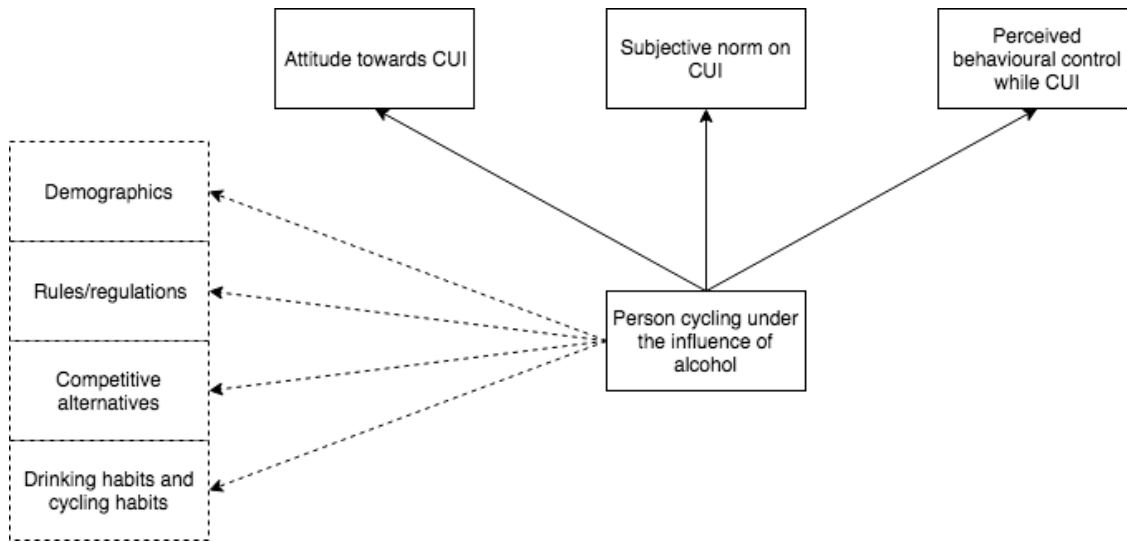 Attitude towards CUI
Subjective norm on
CUI
Perceived
behavioural control
while CUI
Demographics
Rules/regulations
Competitive
alternatives
Drinking habits and
cycling habits
Person cycling under
the influence of
alcohol